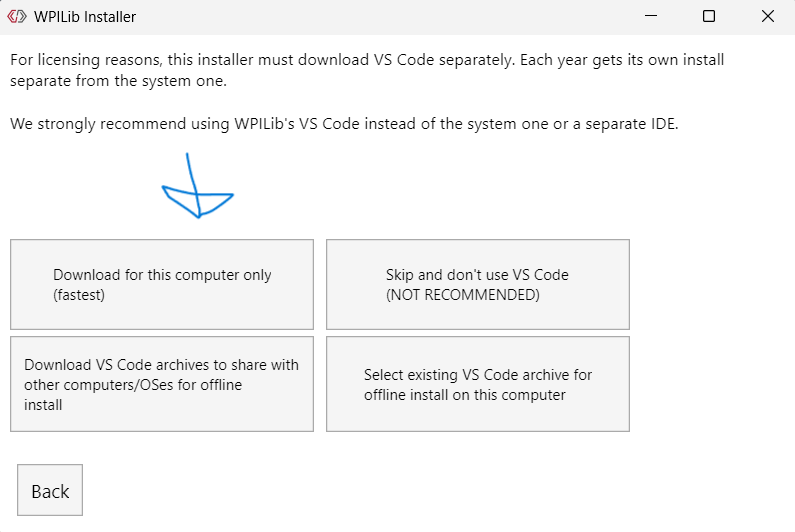 WPILib Installer
For licensing reasons, this installer must download VS Code separately. Each year gets its own install
separate from the system one.
We strongly recommend using WPILib's VS Code instead of the system one or a separate IDE.
Download for this computer only
(fastest)
Skip and don't use VS Code
(NOT RECOMMENDED)
Download VS Code archives to share with
other computers/OSes for offline
install
Select existing VS Code archive for
offline install on this computer
Back